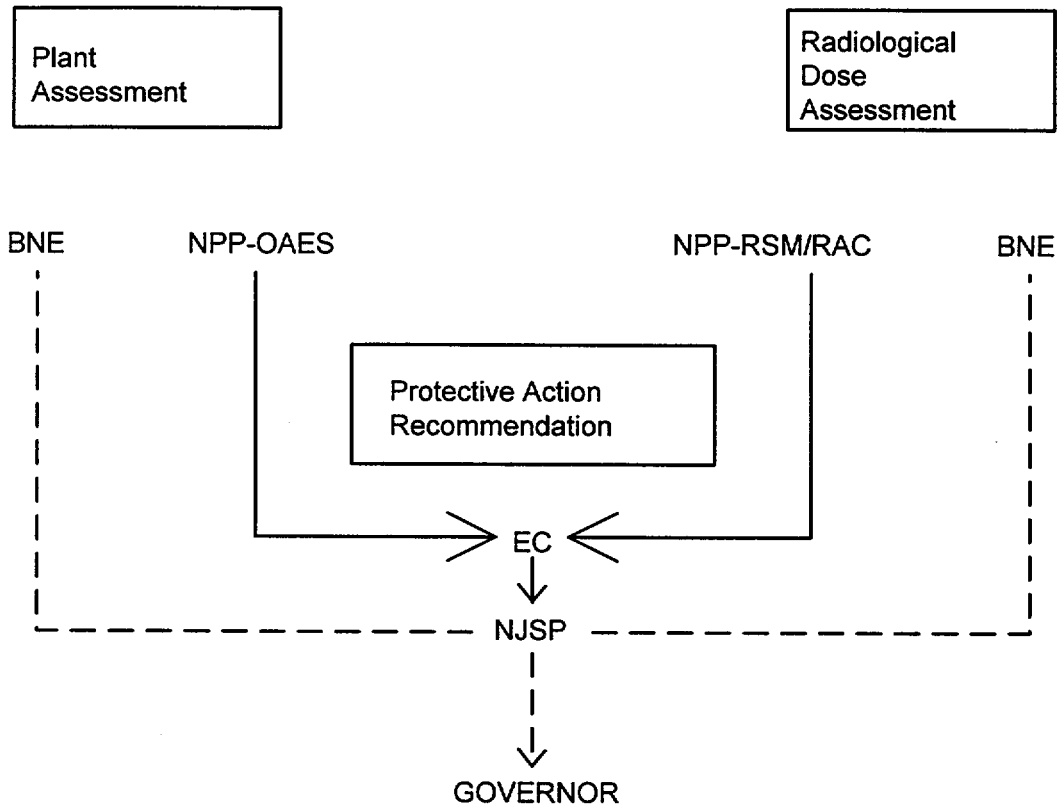 Plant
Assessment
Radiological
Dose
Assessment
BNE
NPP-OAES
NPP-RSM/RAC
BNE
Protective Action
Recommendation
EC
NJSP
GOVERNOR